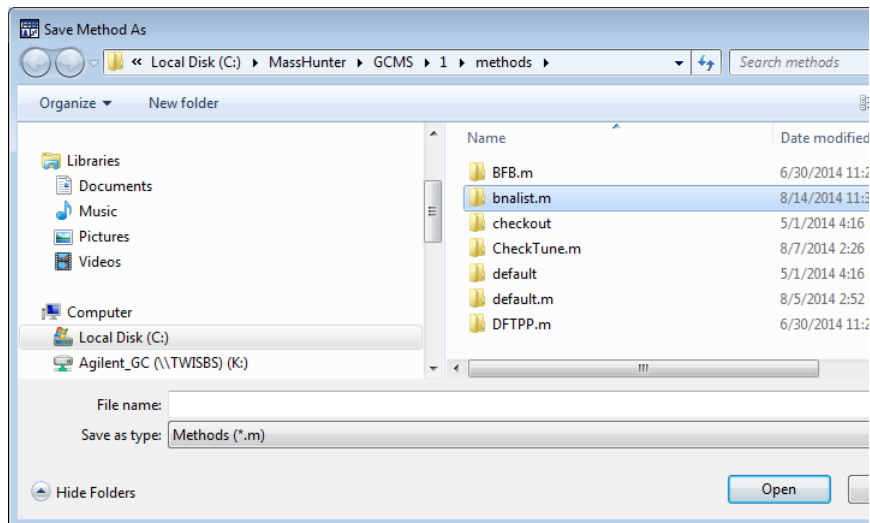 Save Method As
« Local Disk (C:) MassHunter GCMS 1 methods
Search methods
Organize New folder
Libraries
Documents
Music
Pictures
Videos
Computer
Local Disk (C:)
Agilent_GC (\\TWISBS) (K:)
Name Date modified
BFB.m 6/30/2014 11:2
bnalist.m 8/14/2014 11:3
checkout 5/1/2014 4:16
CheckTune.m 8/7/2014 2:26
default 5/1/2014 4:16
default.m 8/5/2014 2:52
DFTPP.m 6/30/2014 11:2
File name:
Save as type: Methods (*.m)
Hide Folders
Open